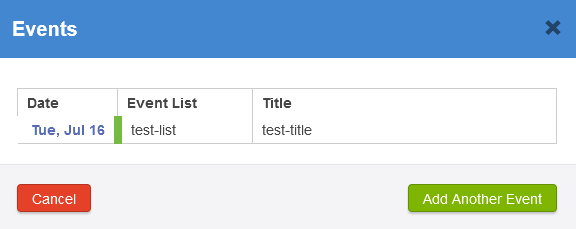 Events
Date Event List Title
Tue, Jul 16 test-list test-title
Cancel Add Another Event